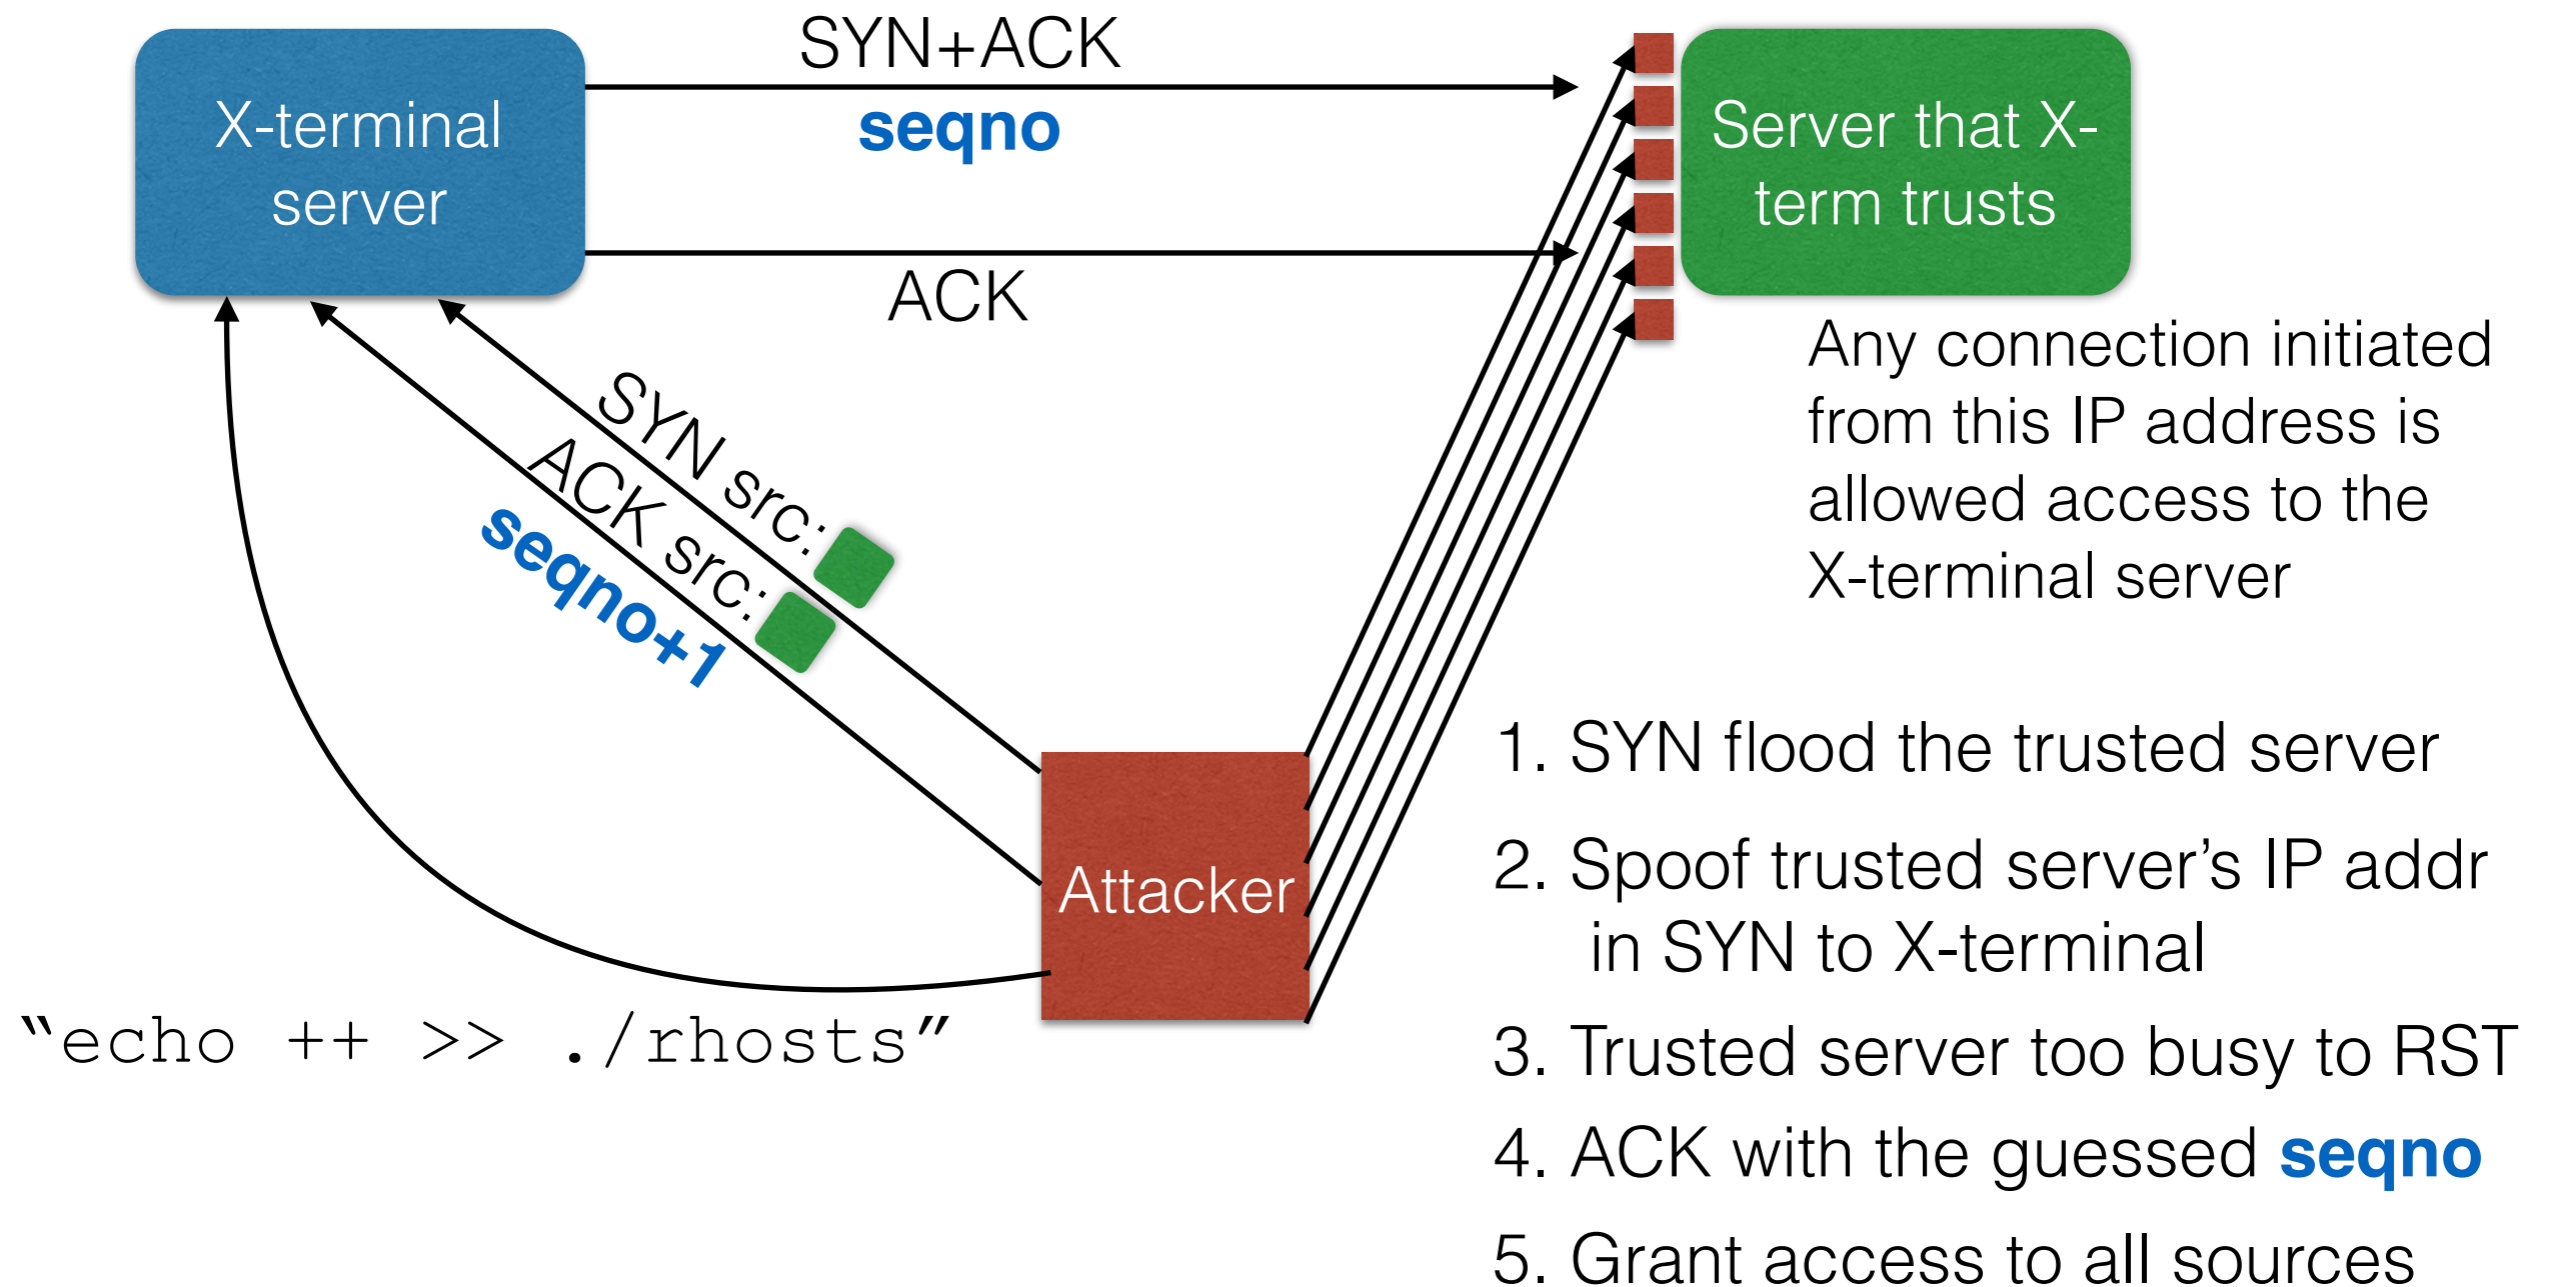 SYN+ACK
seqno
X-terminal
server
Server that X-
term trusts
ACK
Any connection initiated
from this IP address is
allowed access to the
X-terminal server
SYN src:
ACK src:
seqno+1
Attacker
"echo ++ >> ./rhosts"
1. SYN flood the trusted server
2. Spoof trusted server’s IP addr
in SYN to X-terminal
3. Trusted server too busy to RST
4. ACK with the guessed seqno
5. Grant access to all sources